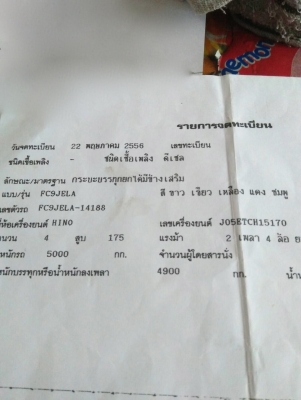 รายการจดทะเบียน
วันจดทะเบียน 22 พฤษภาคม 2556 เลขทะเบียน
ชนิดเชื้อเพลิง - ชนิดเชื้อเพลิง ดีเซล
ลักษณะ/มาตรฐาน กระบะบรรทุกยกได้มีข้างเสริม
แบบ/รุ่น FC9JELA สี ขาว เขียว เหลือง แดง ชมพู
เลขตัวรถ FC9JELA-14188
ห้อเครื่องยนต์ HINO เลขเครื่องยนต์ J05ETCH15170
นวน 4 สูบ 175 แรงม้า 2 เพลา 4 ล้อ
หนักรถ 5000 กก. จำนวนผู้โดยสารนั่ง
หนักบรรทุกหรือน้ำหนักลงเพลา 4900 กก.